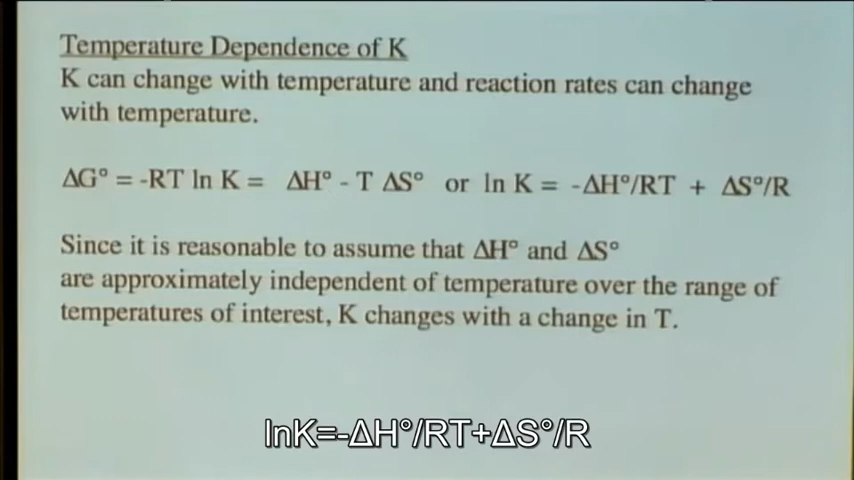 Temperature Dependence of K
K can change with temperature and reaction rates can change
with temperature.
ΔG° = -RT ln K = ΔH° - T ΔS° or ln K = -ΔH°/RT + ΔS°/R
Since it is reasonable to assume that ΔH° and ΔS°
are approximately independent of temperature over the range of
temperatures of interest, K changes with a change in T.
lnK=-ΔH°/RT+ΔS°/R